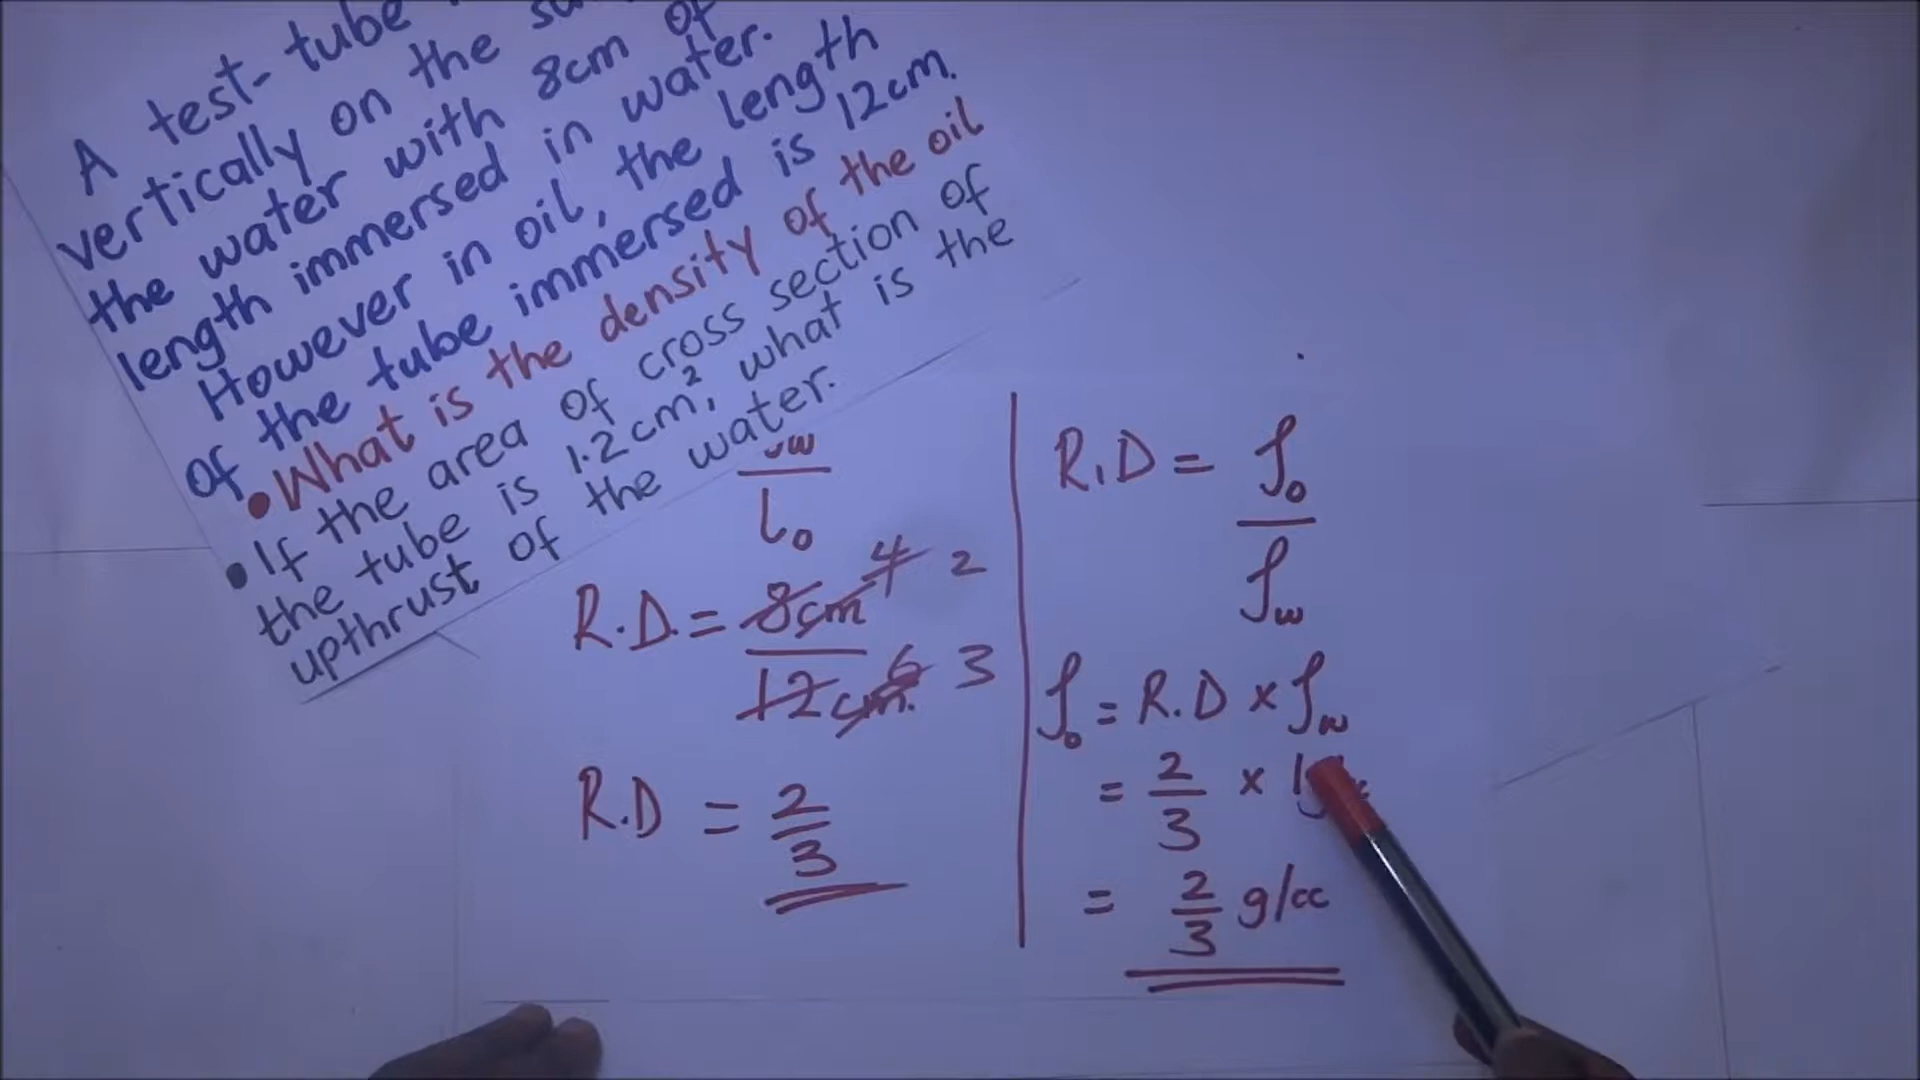 A test-tube
vertically on the
the water with 8cm of
length immersed in water.
However in oil, the length
of the tube immersed is 12cm.
• What is the density of the oil
• If the area of cross section of
the tube is 1.2cm², what is the
upthrust of the water.
w
l₀
R.D. = 8cm 4 2
12cm. 6 3
R.D = 2
3
R.D = ρ₀
ρw
ρ₀ = R.D × ρw
= 2/3 × 1
= 2/3 g/cc